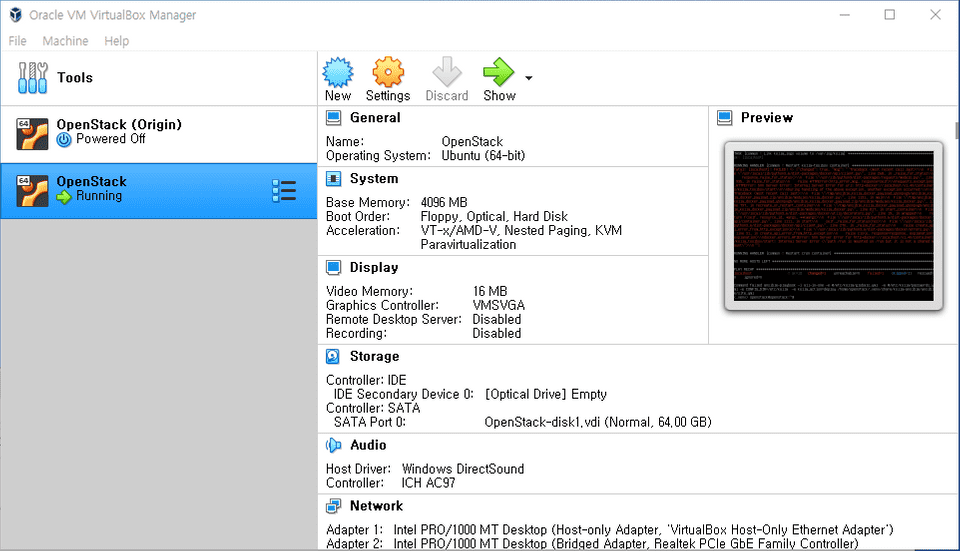 Oracle VM VirtualBox Manager
File Machine Help
Tools
New Settings Discard Show
64
OpenStack (Origin)
Powered Off
64
OpenStack
Running
General
Name: OpenStack
Operating System: Ubuntu (64-bit)
System
Base Memory: 4096 MB
Boot Order: Floppy, Optical, Hard Disk
Acceleration: VT-x/AMD-V, Nested Paging, KVM
Paravirtualization
Display
Video Memory: 16 MB
Graphics Controller: VMSVGA
Remote Desktop Server: Disabled
Recording: Disabled
Preview
Storage
Controller: IDE
IDE Secondary Device 0: [Optical Drive] Empty
Controller: SATA
SATA Port 0: OpenStack-disk1.vdi (Normal, 64.00 GB)
Audio
Host Driver: Windows DirectSound
Controller: ICH AC97
Network
Adapter 1: Intel PRO/1000 MT Desktop (Host-only Adapter, 'VirtualBox Host-Only Ethernet Adapter')
Adapter 2: Intel PRO/1000 MT Desktop (Bridged Adapter, Realtek PCIe GbE Family Controller)